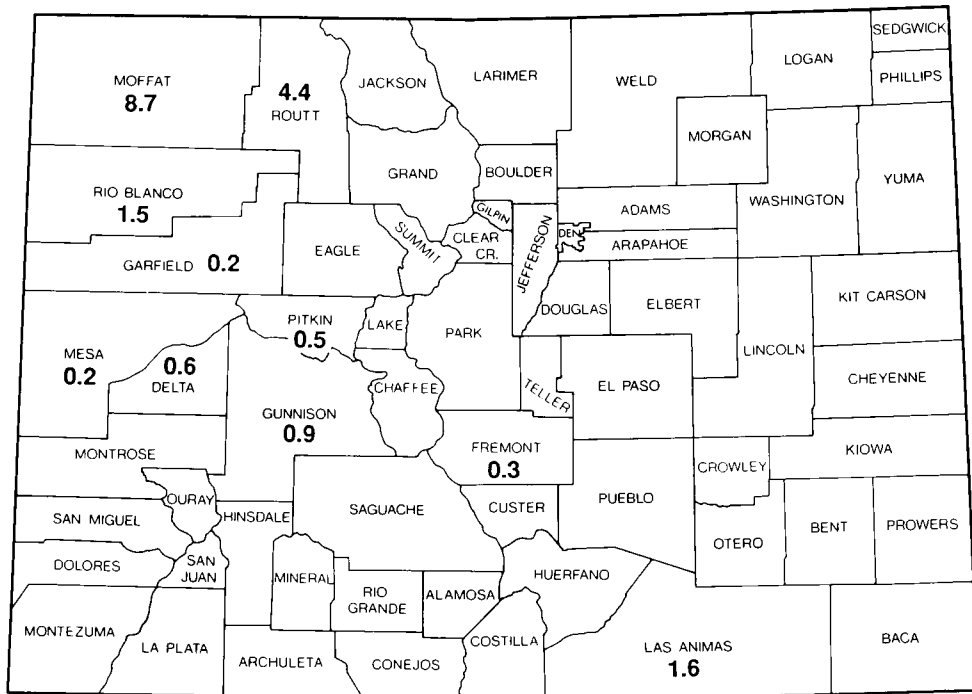 SEDGWICK
LOGAN
PHILLIPS
MOFFAT
8.7
4.4
ROUTT
JACKSON
LARIMER
WELD
MORGAN
RIO BLANCO
1.5
GRAND
BOULDER
GILPIN
ADAMS
WASHINGTON
YUMA
GARFIELD 0.2
EAGLE
SUMMIT
CLEAR
CR.
JEFFERSON
DEN
ARAPAHOE
DOUGLAS
ELBERT
KIT CARSON
MESA
0.2
0.6
DELTA
PITKIN
0.5
LAKE
PARK
LINCOLN
CHEYENNE
GUNNISON
0.9
CHAFFEE
TELLER
EL PASO
MONTROSE
FREMONT
0.3
CROWLEY
KIOWA
OURAY
HINSDALE
SAGUACHE
CUSTER
PUEBLO
SAN MIGUEL
OTERO
BENT
PROWERS
DOLORES
SAN
JUAN
MINERAL
RIO
GRANDE
ALAMOSA
HUERFANO
MONTEZUMA
LA PLATA
ARCHULETA
CONEJOS
COSTILLA
LAS ANIMAS
1.6
BACA